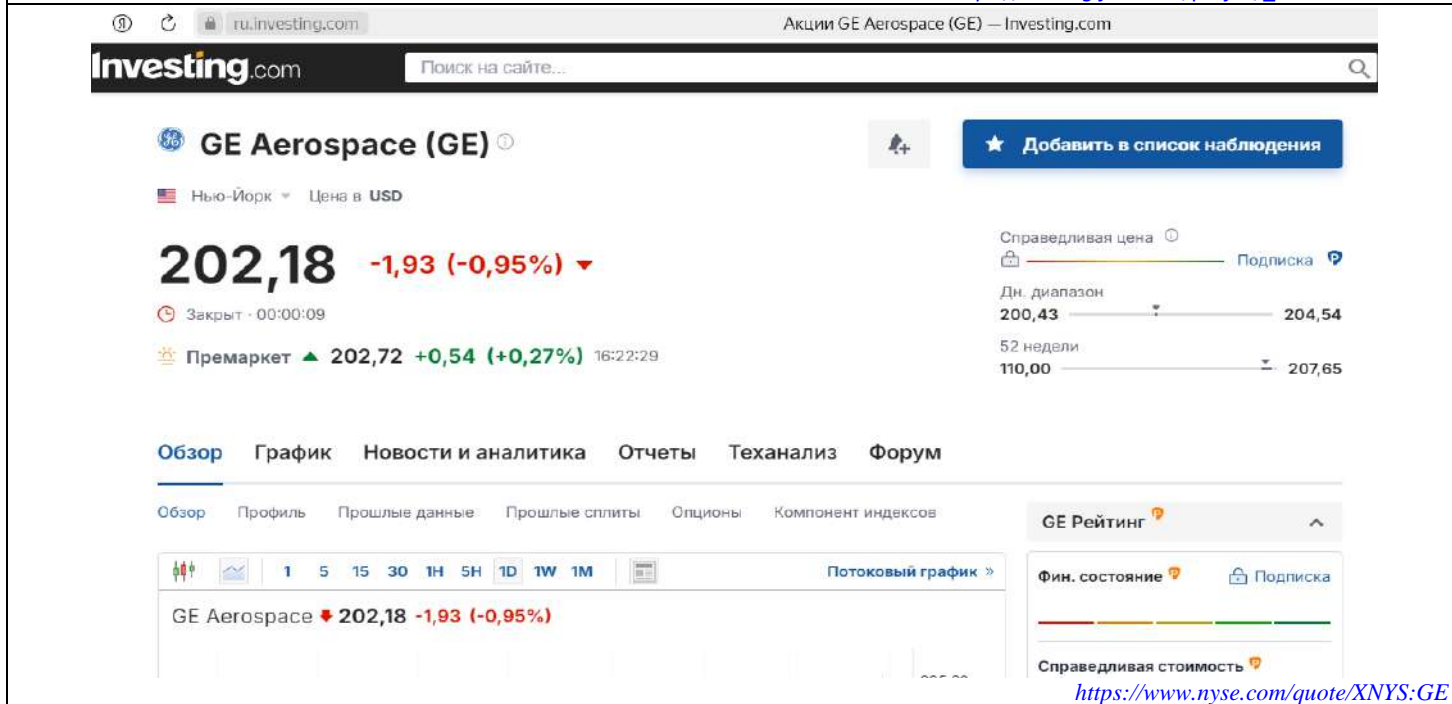 ru.investing.com
Акции GE Aerospace (GE) — Investing.com
Investing.com
Поиск на сайте...
GE Aerospace (GE)
Добавить в список наблюдения
Нью-Йорк
Цена в USD
202,18 -1,93 (-0,95%)
Справедливая цена
Подписка
Закрыт · 00:00:09
Дн. диапазон
200,43 204,54
Премаркет 202,72 +0,54 (+0,27%) 16:22:29
52 недели
110,00 207,65
Обзор График Новости и аналитика Отчеты Теханализ Форум
Обзор Профиль Прошлые данные Прошлые сплиты Опционы Компонент индексов
GE Рейтинг
1 5 15 30 1H 5H 1D 1W 1M
Потоковый график »
Фин. состояние
Подписка
GE Aerospace 202,18 -1,93 (-0,95%)
Справедливая стоимость
https://www.nyse.com/quote/XNYS:GE